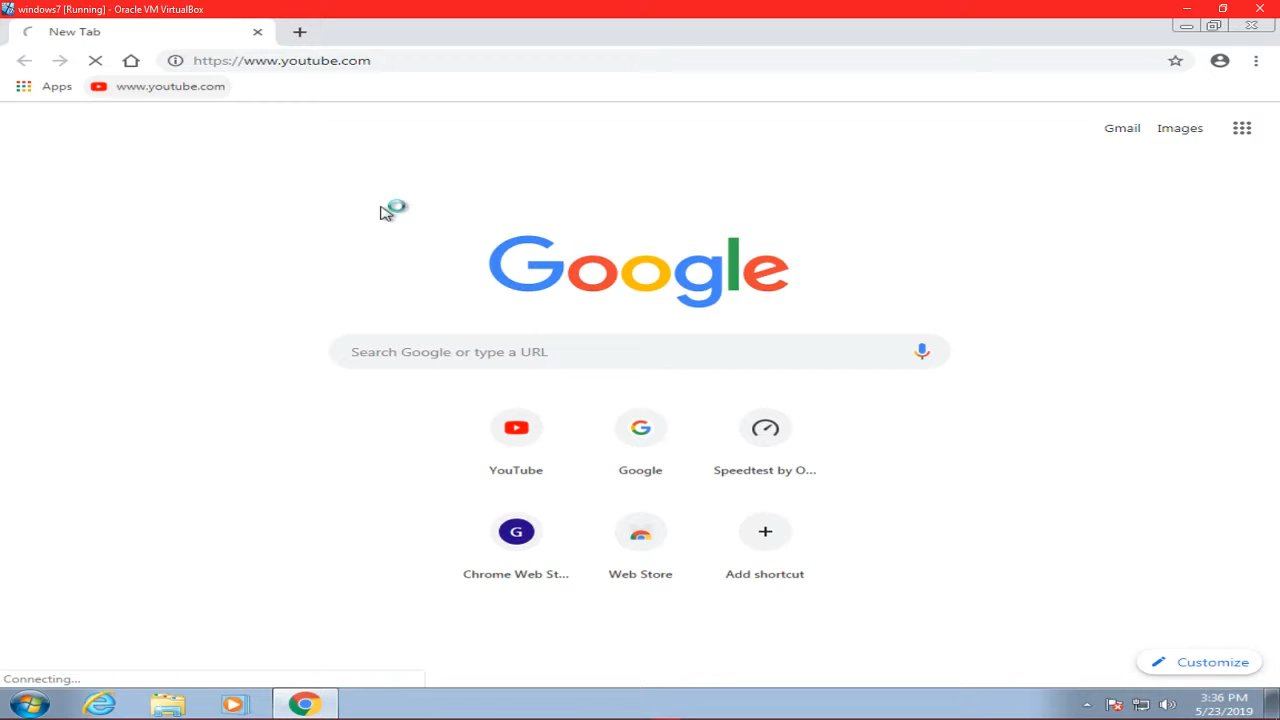 windows7 [Running] - Oracle VM VirtualBox
New Tab
https://www.youtube.com
Apps www.youtube.com
Gmail Images
Google
Search Google or type a URL
YouTube Google Speedtest by O...
G
Chrome Web St... Web Store Add shortcut
Customize
Connecting...
3:36 PM
5/23/2019